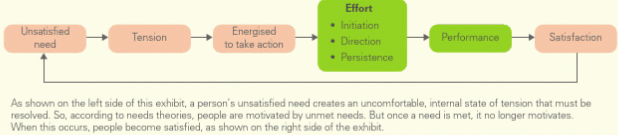 Unsatisfied
need
Tension
Energised
to take action
Effort
• Initiation
• Direction
• Persistence
Performance
Satisfaction
As shown on the left side of this exhibit, a person's unsatisfied need creates an uncomfortable, internal state of tension that must be
resolved. So, according to needs theories, people are motivated by unmet needs. But once a need is met, it no longer motivates.
When this occurs, people become satisfied, as shown on the right side of the exhibit.